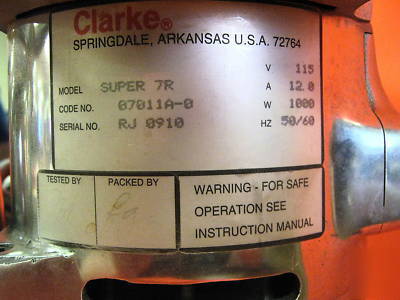 Clarke®
SPRINGDALE, ARKANSAS U.S.A. 72764
V 115
MODEL SUPER 7R A 12.0
CODE NO. 07011A-0 W 1000
SERIAL NO. RJ 0910 HZ 50/60
TESTED BY PACKED BY
WARNING - FOR SAFE
OPERATION SEE
INSTRUCTION MANUAL